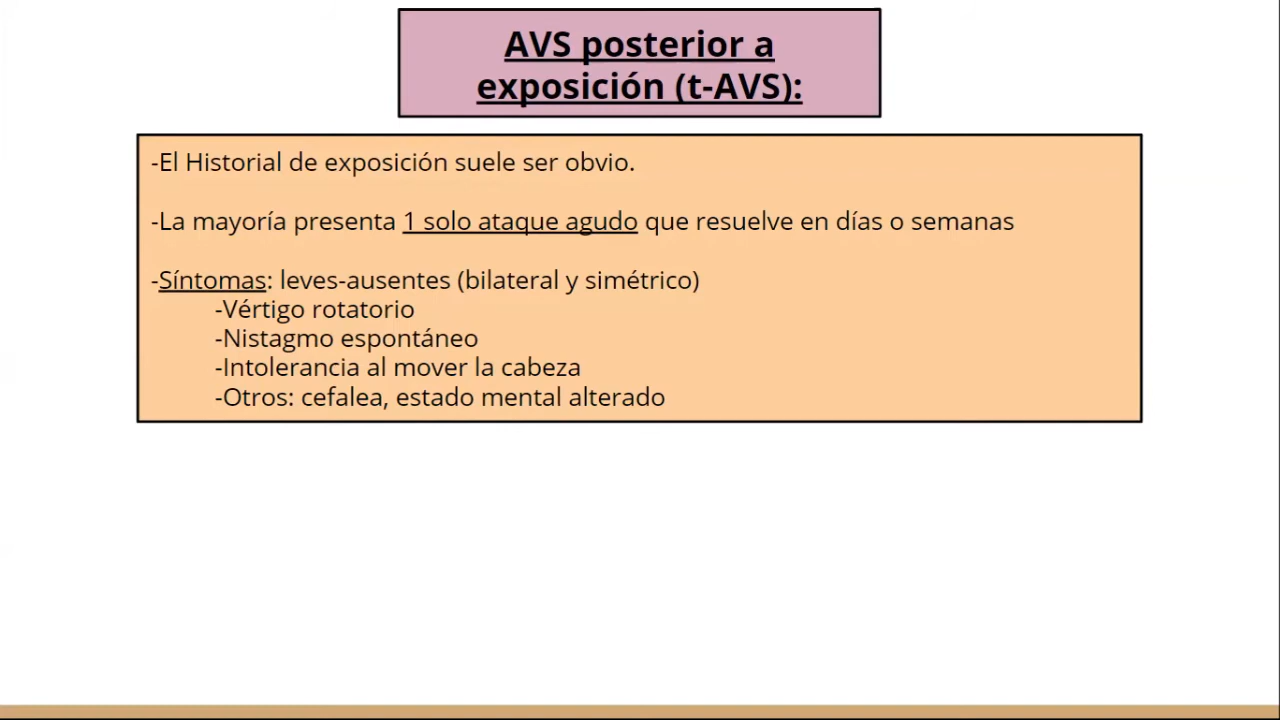 AVS posterior a
exposición (t-AVS):
-El Historial de exposición suele ser obvio.
-La mayoría presenta 1 solo ataque agudo que resuelve en días o semanas
-Síntomas: leves-ausentes (bilateral y simétrico)
-Vértigo rotatorio
-Nistagmo espontáneo
-Intolerancia al mover la cabeza
-Otros: cefalea, estado mental alterado